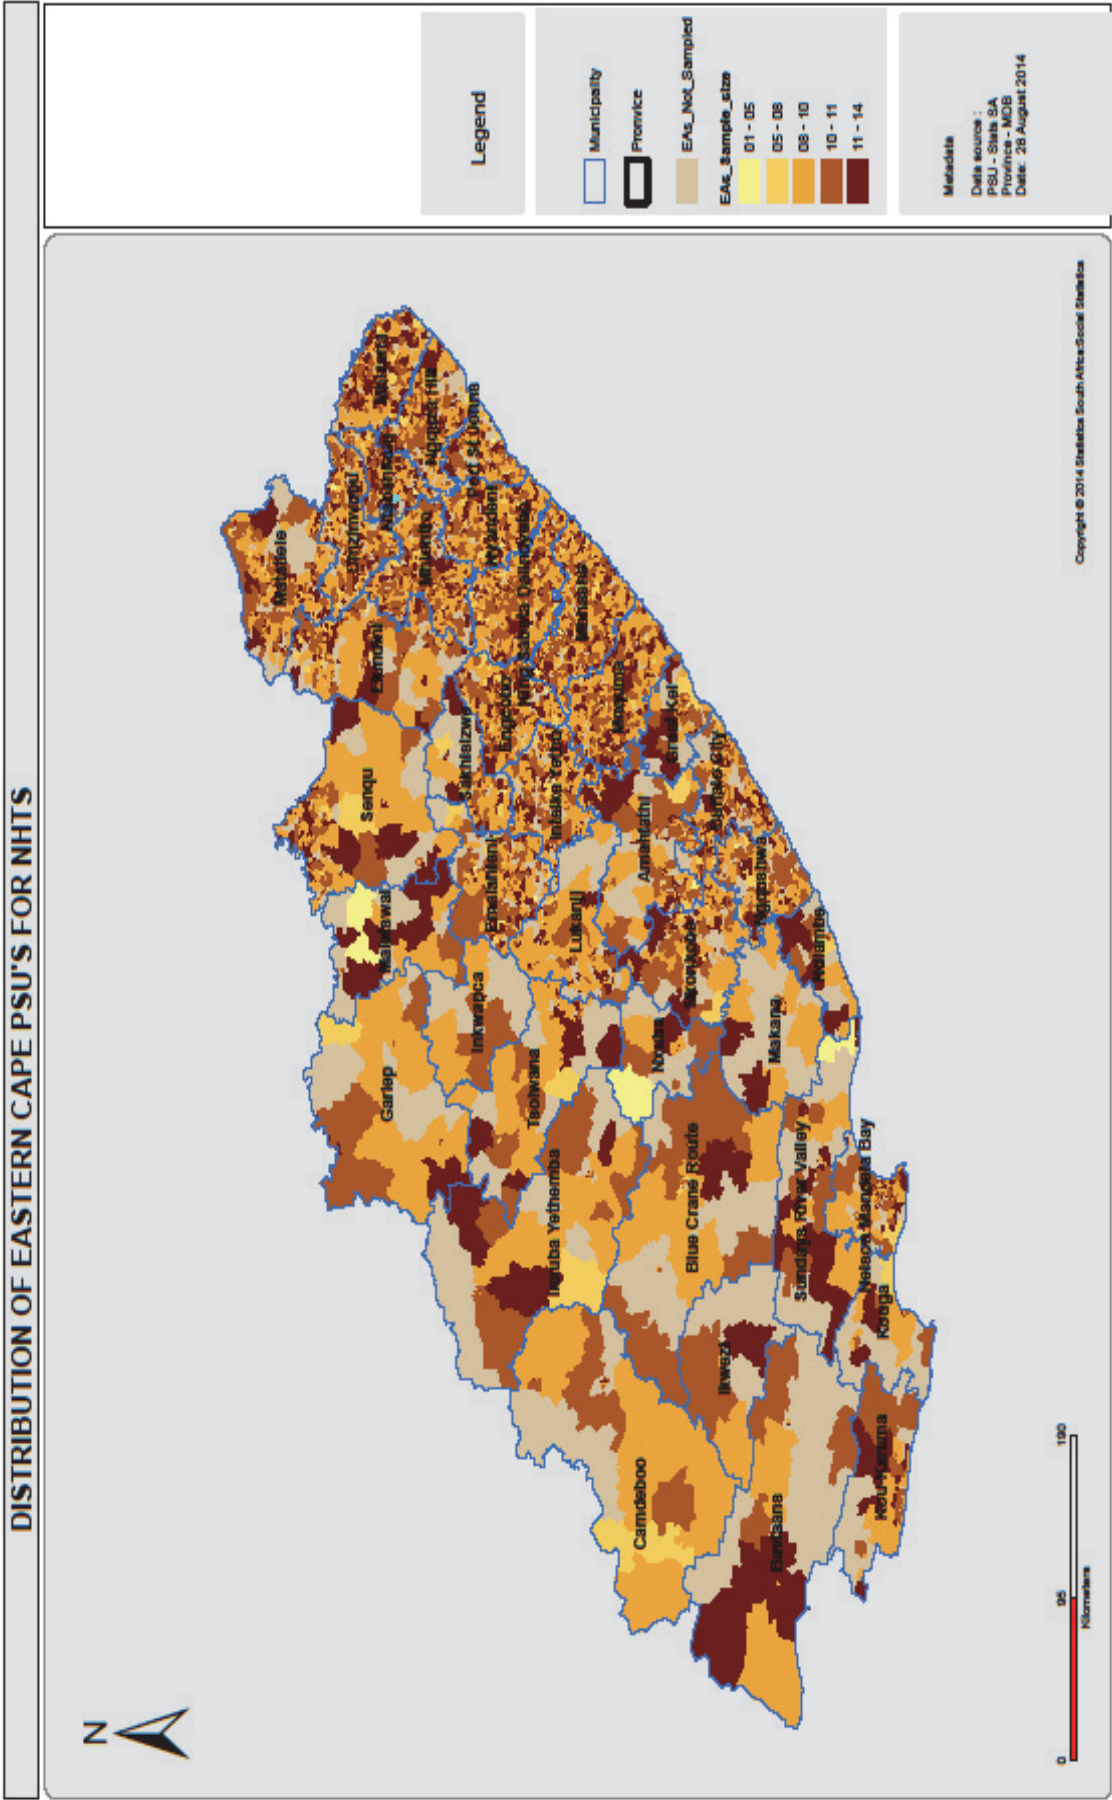 DISTRIBUTION OF EASTERN CAPE PSU'S FOR NHTS
N
Matatiele
Umzimvubu
Ntabankulu
Mbizana
Ngquza Hill
Port St Johns
Mhlontlo
Nyandeni
King Sabata Dalindyebo
Mbhashe
Mnquma
Elundini
Senqu
Sakhisizwe
Engcobo
Intsika Yethu
Great Kei
Buffalo City
Amahlathi
Emalahleni
Lukanji
Maletswai
Gariep
Inkwanca
Tsolwana
Nkonkobe
Ngqushwa
Ndlambe
Nxuba
Makana
Inxuba Yethemba
Blue Crane Route
Sundays River Valley
Nelson Mandela Bay
Kouga
Ikwezi
Camdeboo
Baviaans
Kou-Kamma
0 95 190
Kilometers
Copyright © 2014 Statistics South Africa:Social Statistics
Legend
Municipality
Pronvice
EAs_Not_Sampled
EAs_Sample_size
01 - 05
05 - 08
08 - 10
10 - 11
11 - 14
Metadata
Data source :
PSU - Stats SA
Province - MDB
Date: 28 August 2014